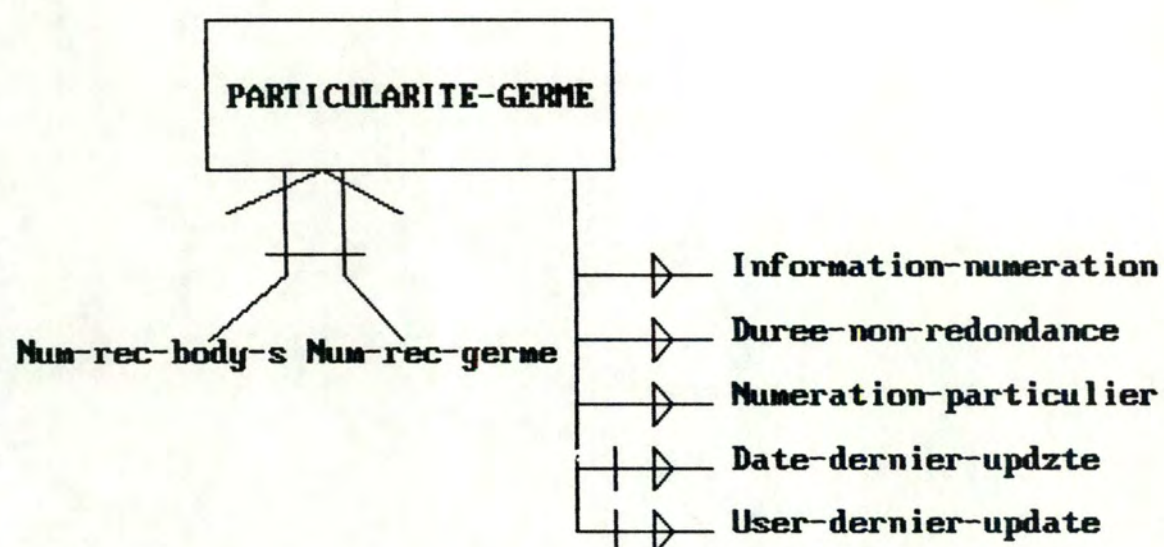 PARTICULARITE-GERME
Information-numeration
Duree-non-redondance
Num-rec-body-s Num-rec-germe
Numeration-particulier
Date-dernier-updzte
User-dernier-update